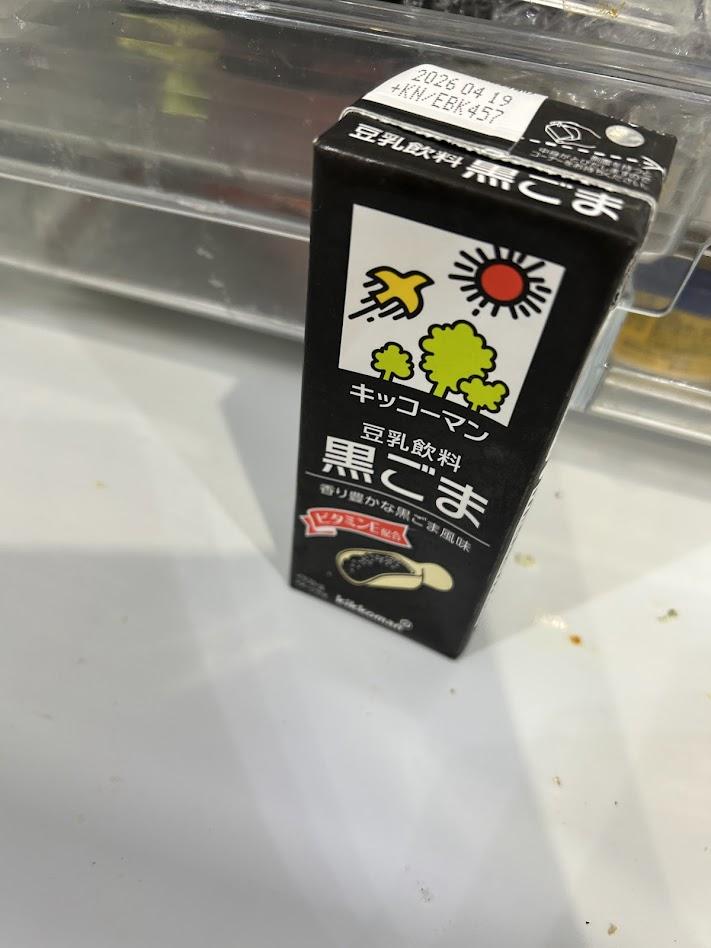 2026 04 19
+KN/EBK457
豆乳飲料 黒ごま
キッコーマン
豆乳飲料
黒ごま
香り豊かな黒ごま風味
ビタミンE配合
kikkoman